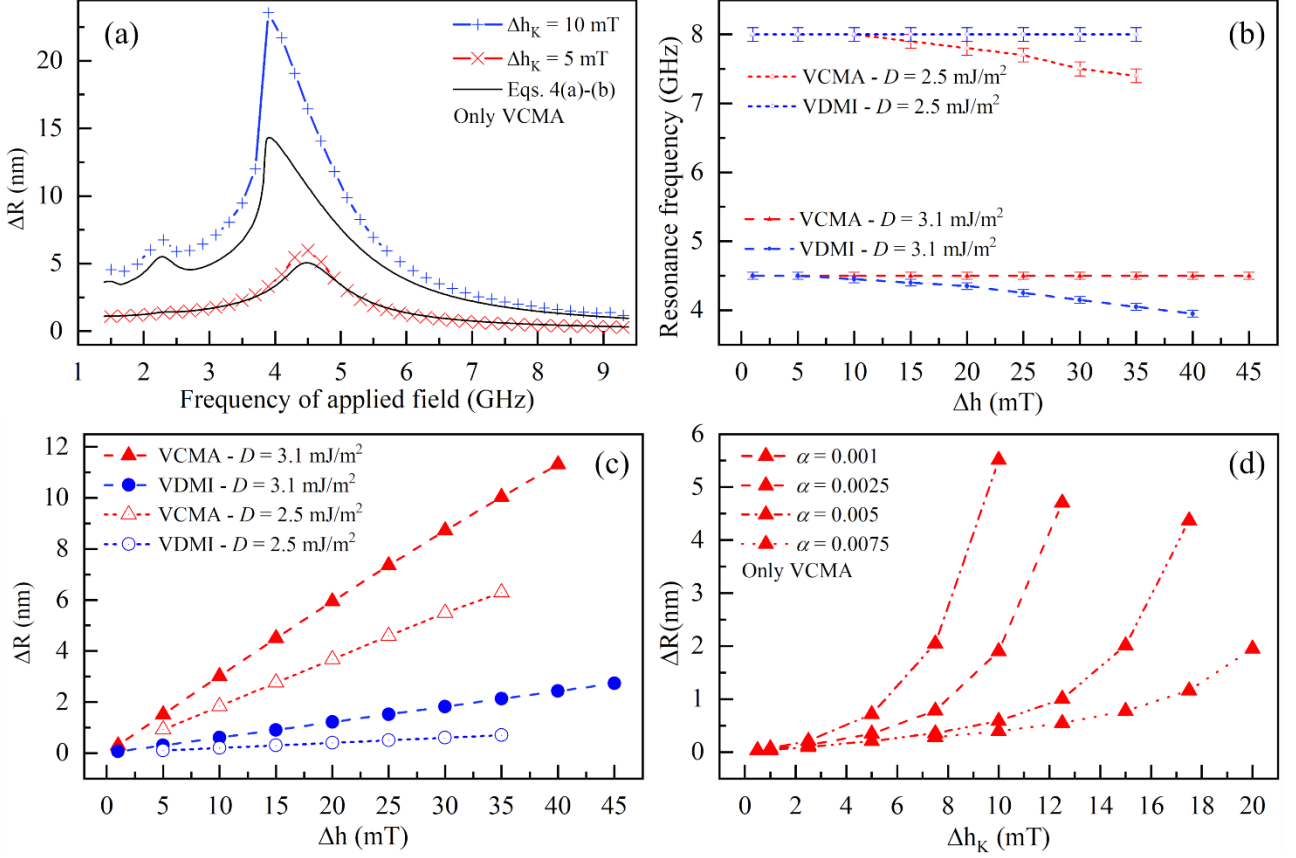 (a)
Δh_K = 10 mT
Δh_K = 5 mT
Eqs. 4(a)-(b)
Only VCMA
ΔR (nm)
20
15
10
5
0
1 2 3 4 5 6 7 8 9
Frequency of applied field (GHz)
(b)
VCMA - D = 2.5 mJ/m²
VDMI - D = 2.5 mJ/m²
VCMA - D = 3.1 mJ/m²
VDMI - D = 3.1 mJ/m²
Resonance frequency (GHz)
8
7
6
5
4
0 5 10 15 20 25 30 35 40 45
Δh (mT)
(c)
VCMA - D = 3.1 mJ/m²
VDMI - D = 3.1 mJ/m²
VCMA - D = 2.5 mJ/m²
VDMI - D = 2.5 mJ/m²
ΔR (nm)
12
10
8
6
4
2
0
0 5 10 15 20 25 30 35 40 45
Δh (mT)
(d)
α = 0.001
α = 0.0025
α = 0.005
α = 0.0075
Only VCMA
ΔR(nm)
6
5
4
3
2
1
0
0 2 4 6 8 10 12 14 16 18 20
Δh_K (mT)